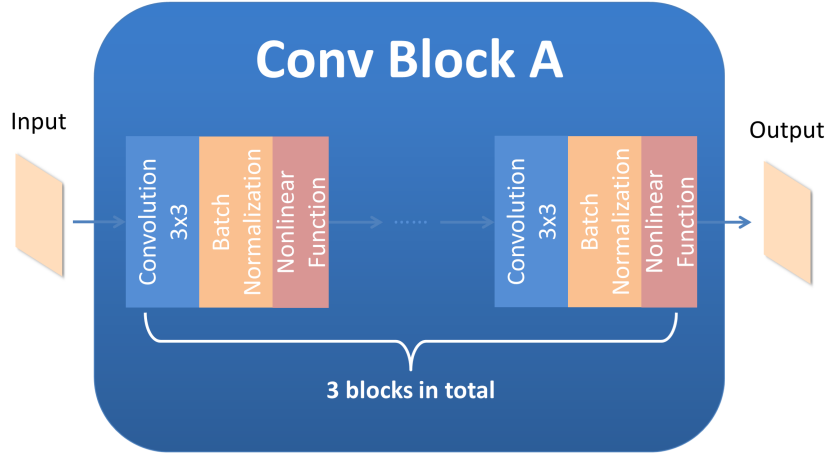 Conv Block A
Input
Output
Convolution
3x3
Batch
Normalization
Nonlinear
Function
......
Convolution
3x3
Batch
Normalization
Nonlinear
Function
3 blocks in total